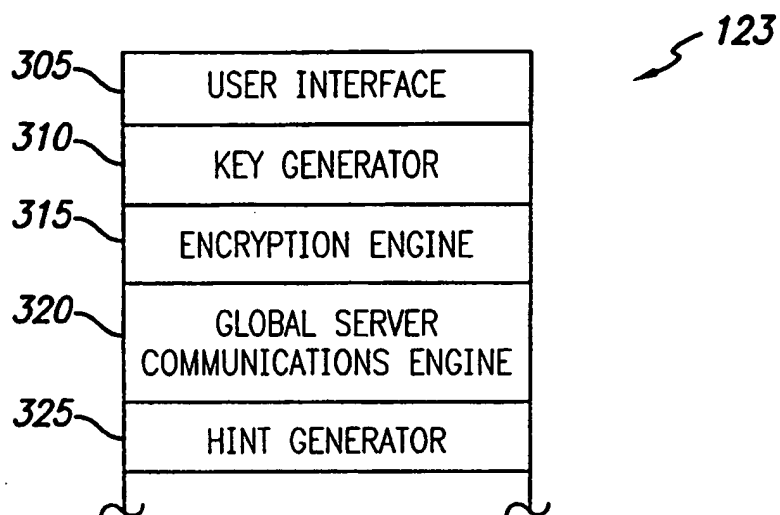 123
305 USER INTERFACE
310 KEY GENERATOR
315 ENCRYPTION ENGINE
320 GLOBAL SERVER
COMMUNICATIONS ENGINE
325 HINT GENERATOR